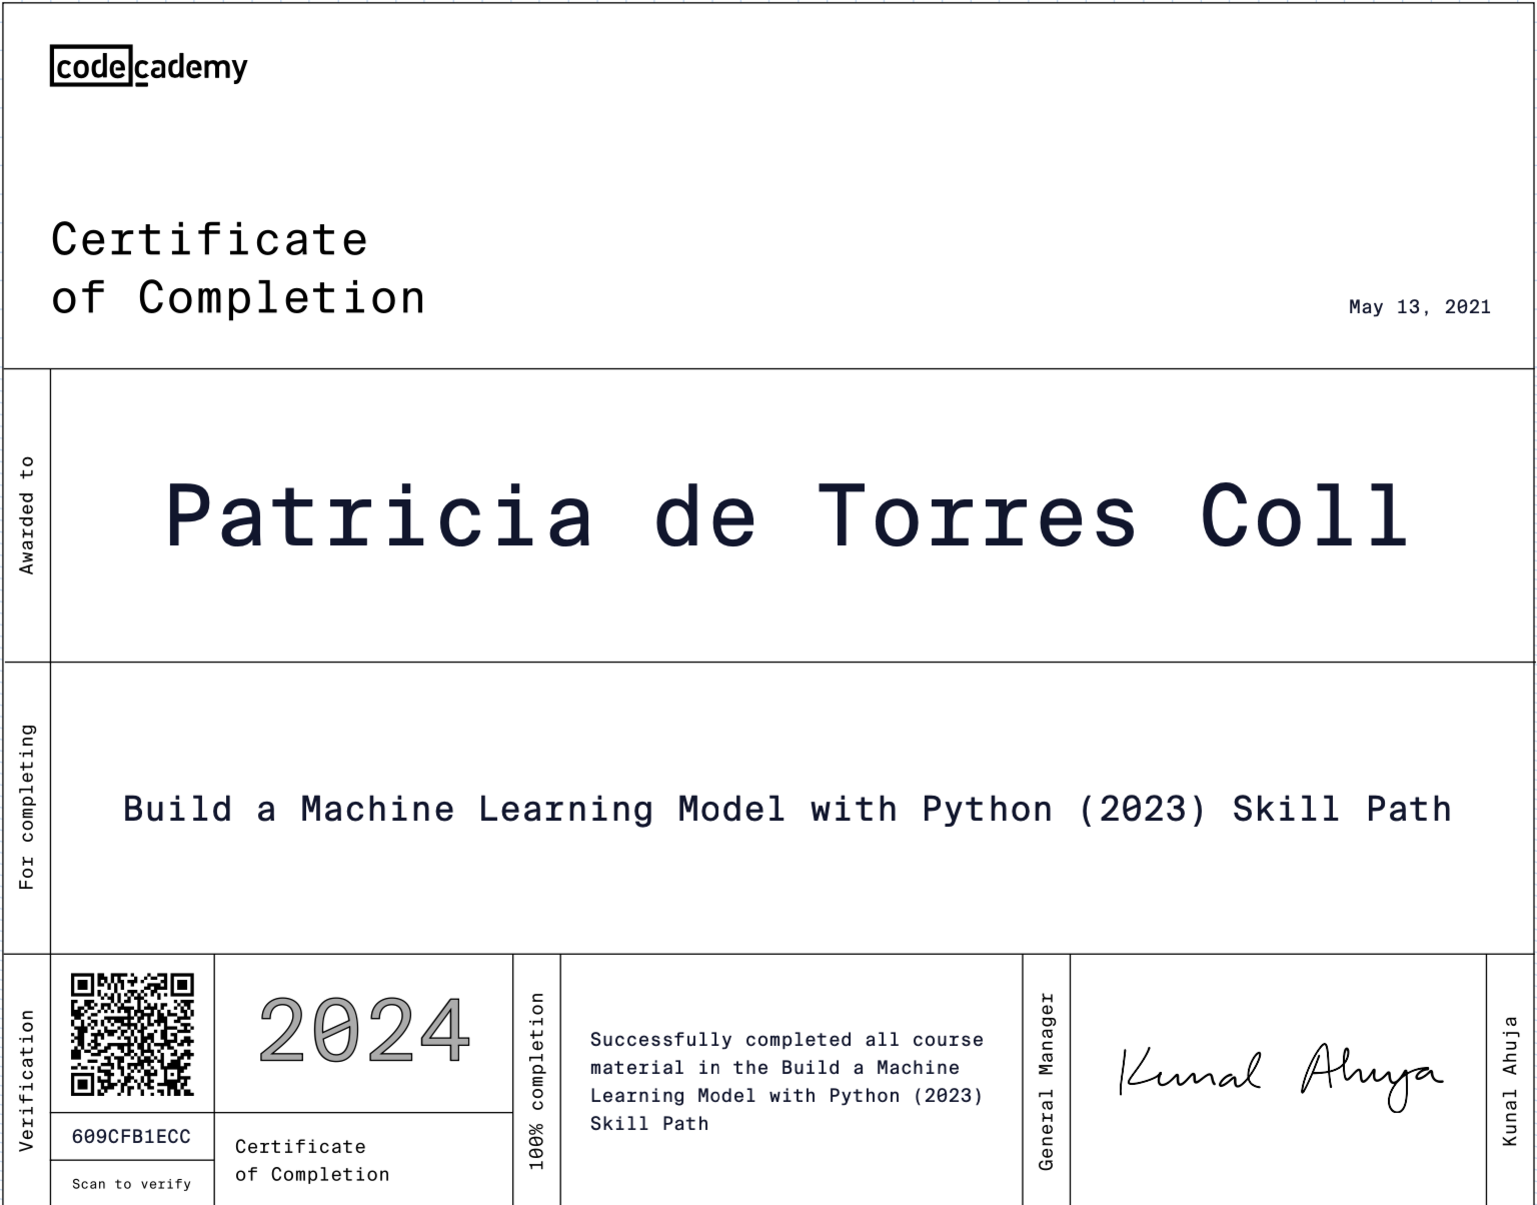 codecademy
Certificate
of Completion
May 13, 2021
Awarded to
Patricia de Torres Coll
For completing
Build a Machine Learning Model with Python (2023) Skill Path
Verification
609CFB1ECC
Scan to verify
2024
Certificate
of Completion
100% completion
Successfully completed all course
material in the Build a Machine
Learning Model with Python (2023)
Skill Path
General Manager
Kunal Ahuja
Kunal Ahuja